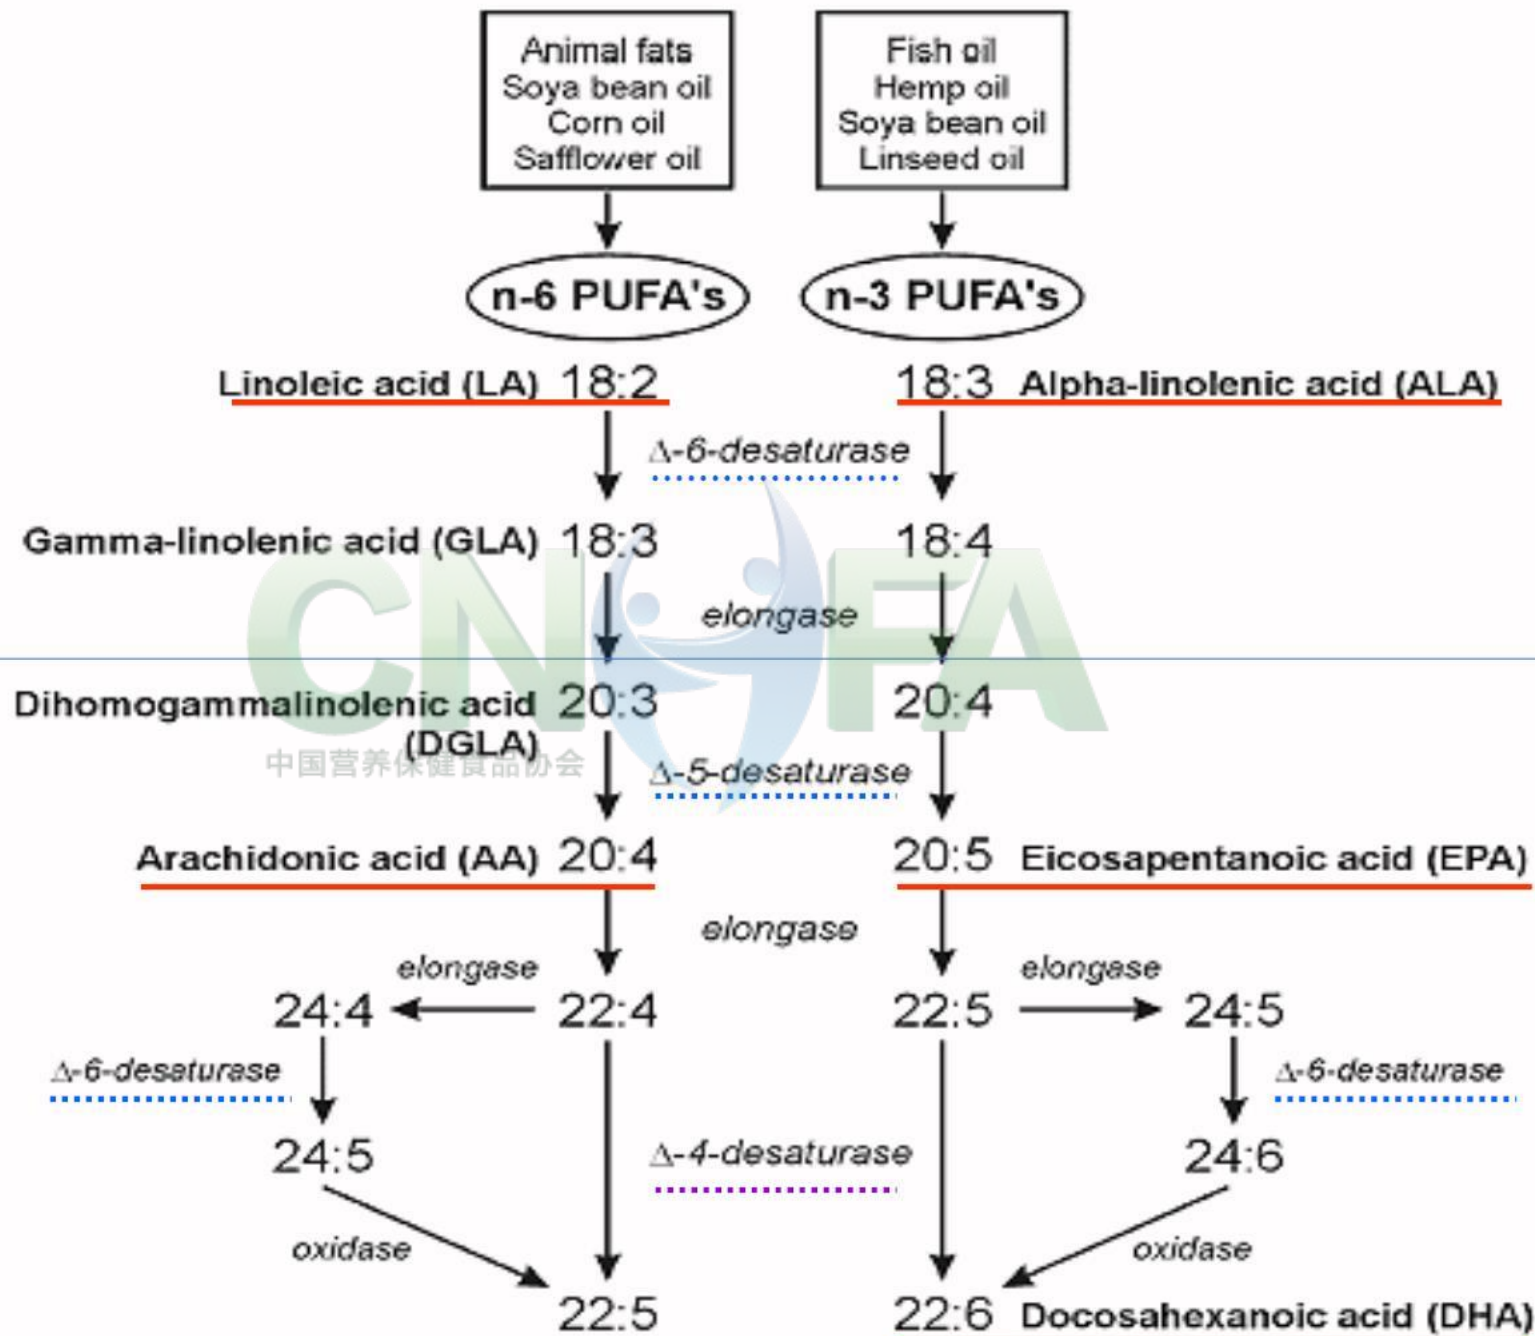 Animal fats
Soya bean oil
Corn oil
Safflower oil
Fish oil
Hemp oil
Soya bean oil
Linseed oil
n-6 PUFA's
n-3 PUFA's
Linoleic acid (LA) 18:2
18:3 Alpha-linolenic acid (ALA)
Δ-6-desaturase
Gamma-linolenic acid (GLA) 18:3
18:4
elongase
CN FA
Dihomogammalinolenic acid 20:3
(DGLA)
20:4
中国营养保健食品协会
Δ-5-desaturase
Arachidonic acid (AA) 20:4
20:5 Eicosapentanoic acid (EPA)
elongase
elongase
elongase
24:4
22:4
22:5
24:5
Δ-6-desaturase
Δ-6-desaturase
24:5
Δ-4-desaturase
24:6
oxidase
oxidase
22:5
22:6 Docosahexanoic acid (DHA)